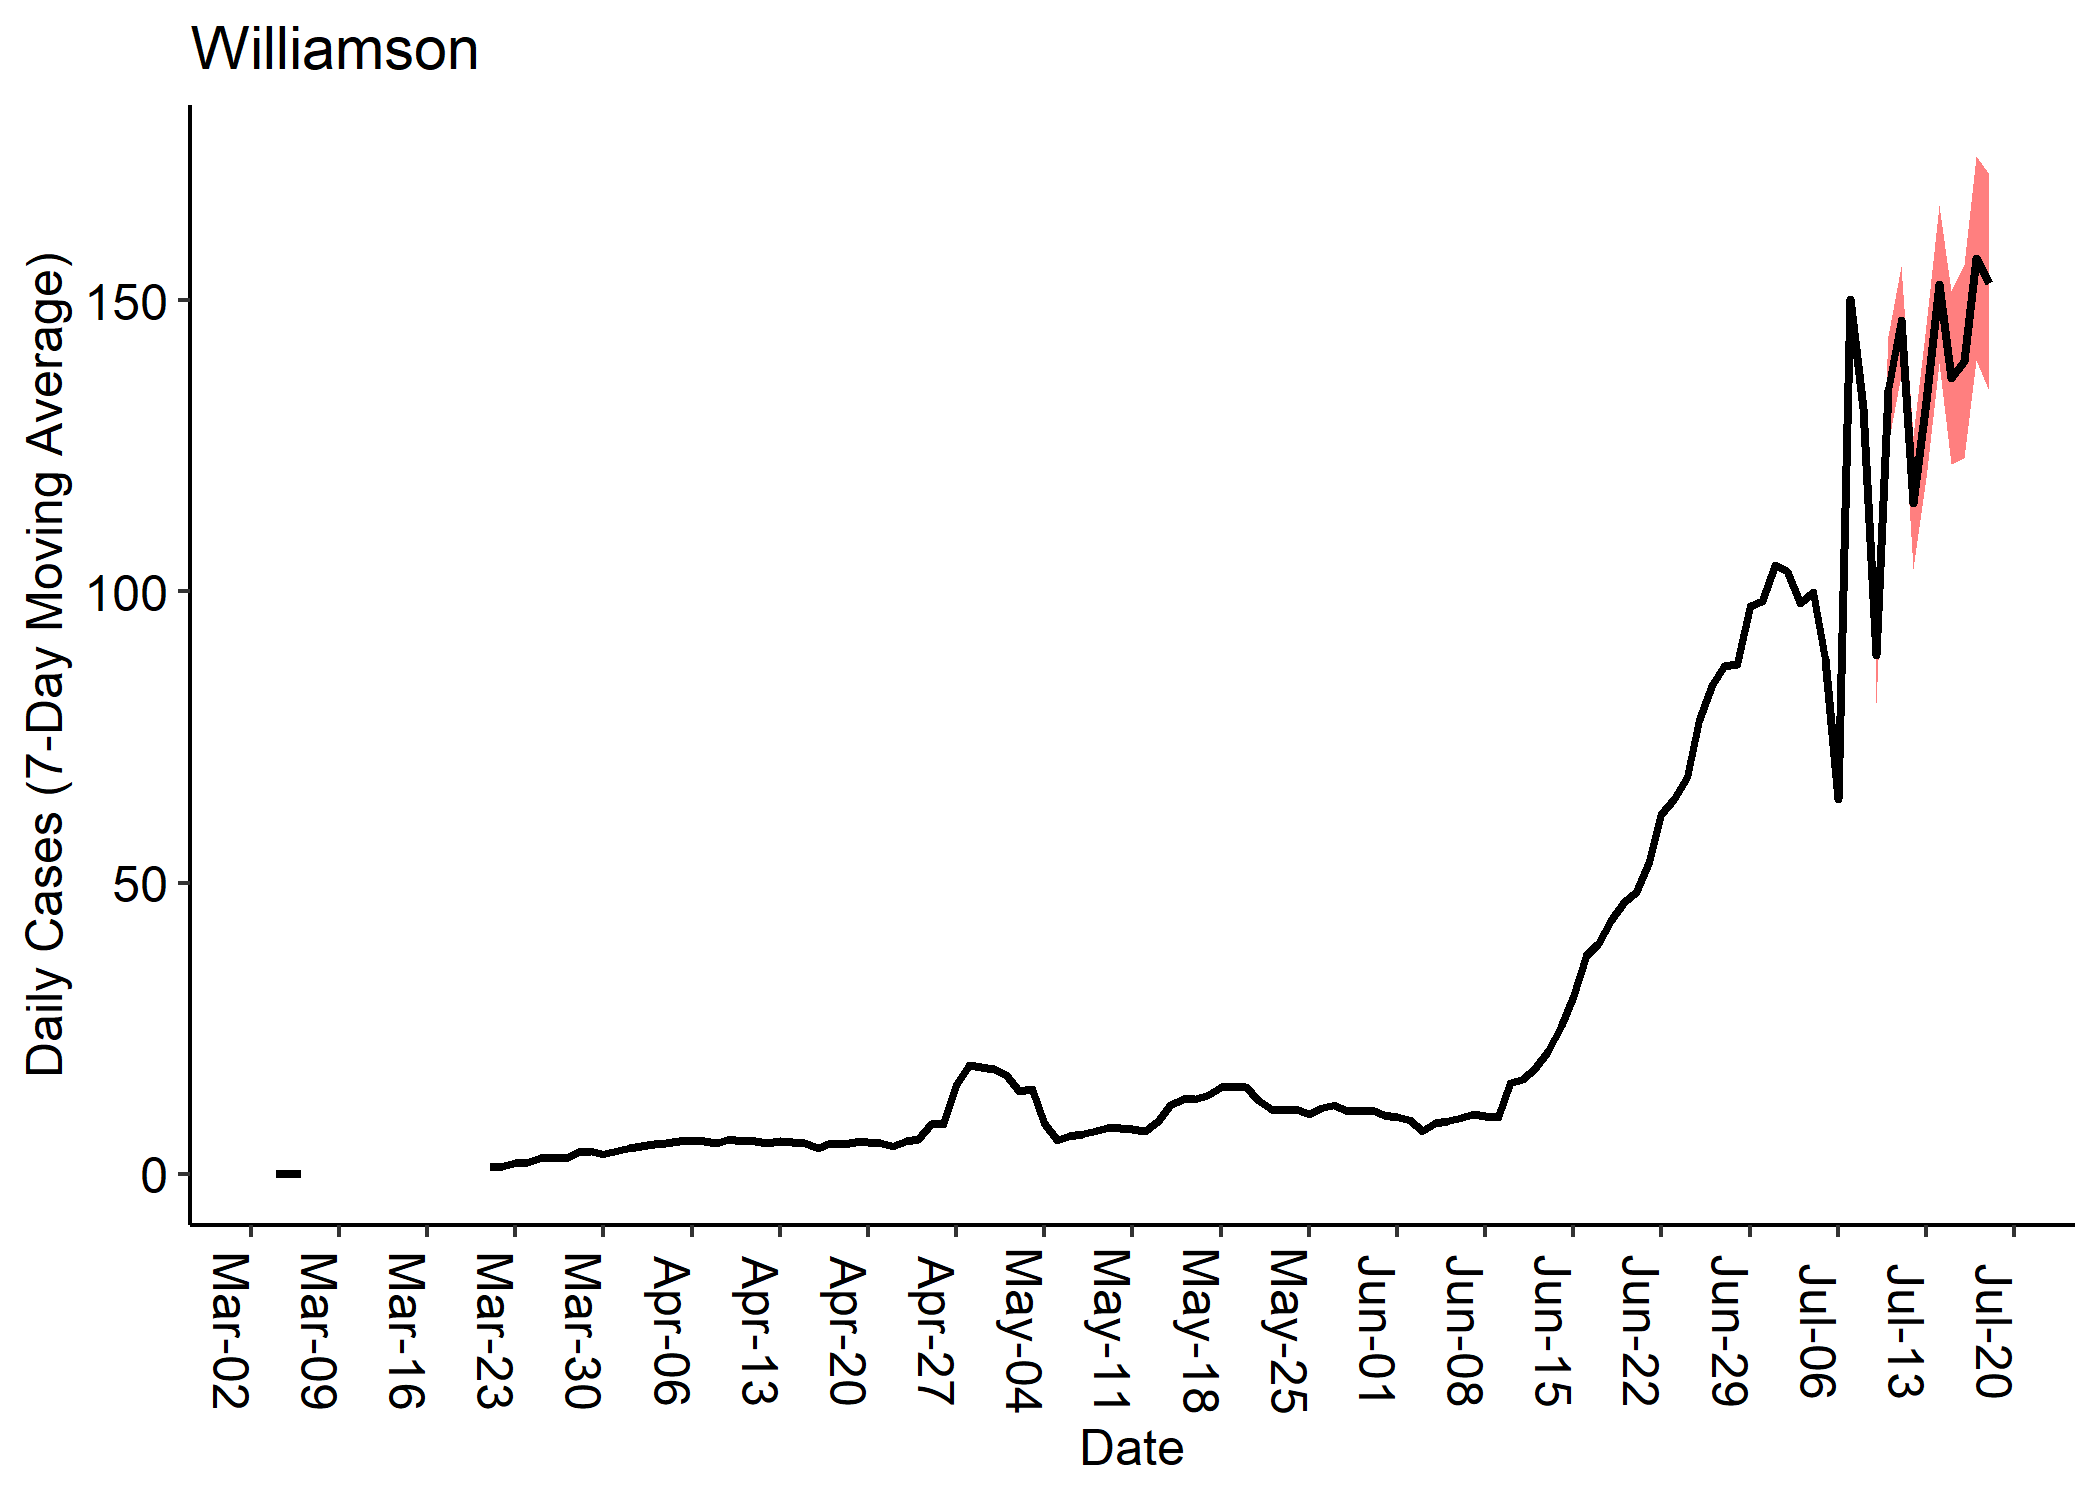 Williamson
Daily Cases (7-Day Moving Average)
150
100
50
0
Mar-02
Mar-09
Mar-16
Mar-23
Mar-30
Apr-06
Apr-13
Apr-20
Apr-27
May-04
May-11
May-18
May-25
Jun-01
Jun-08
Jun-15
Jun-22
Jun-29
Jul-06
Jul-13
Jul-20
Date